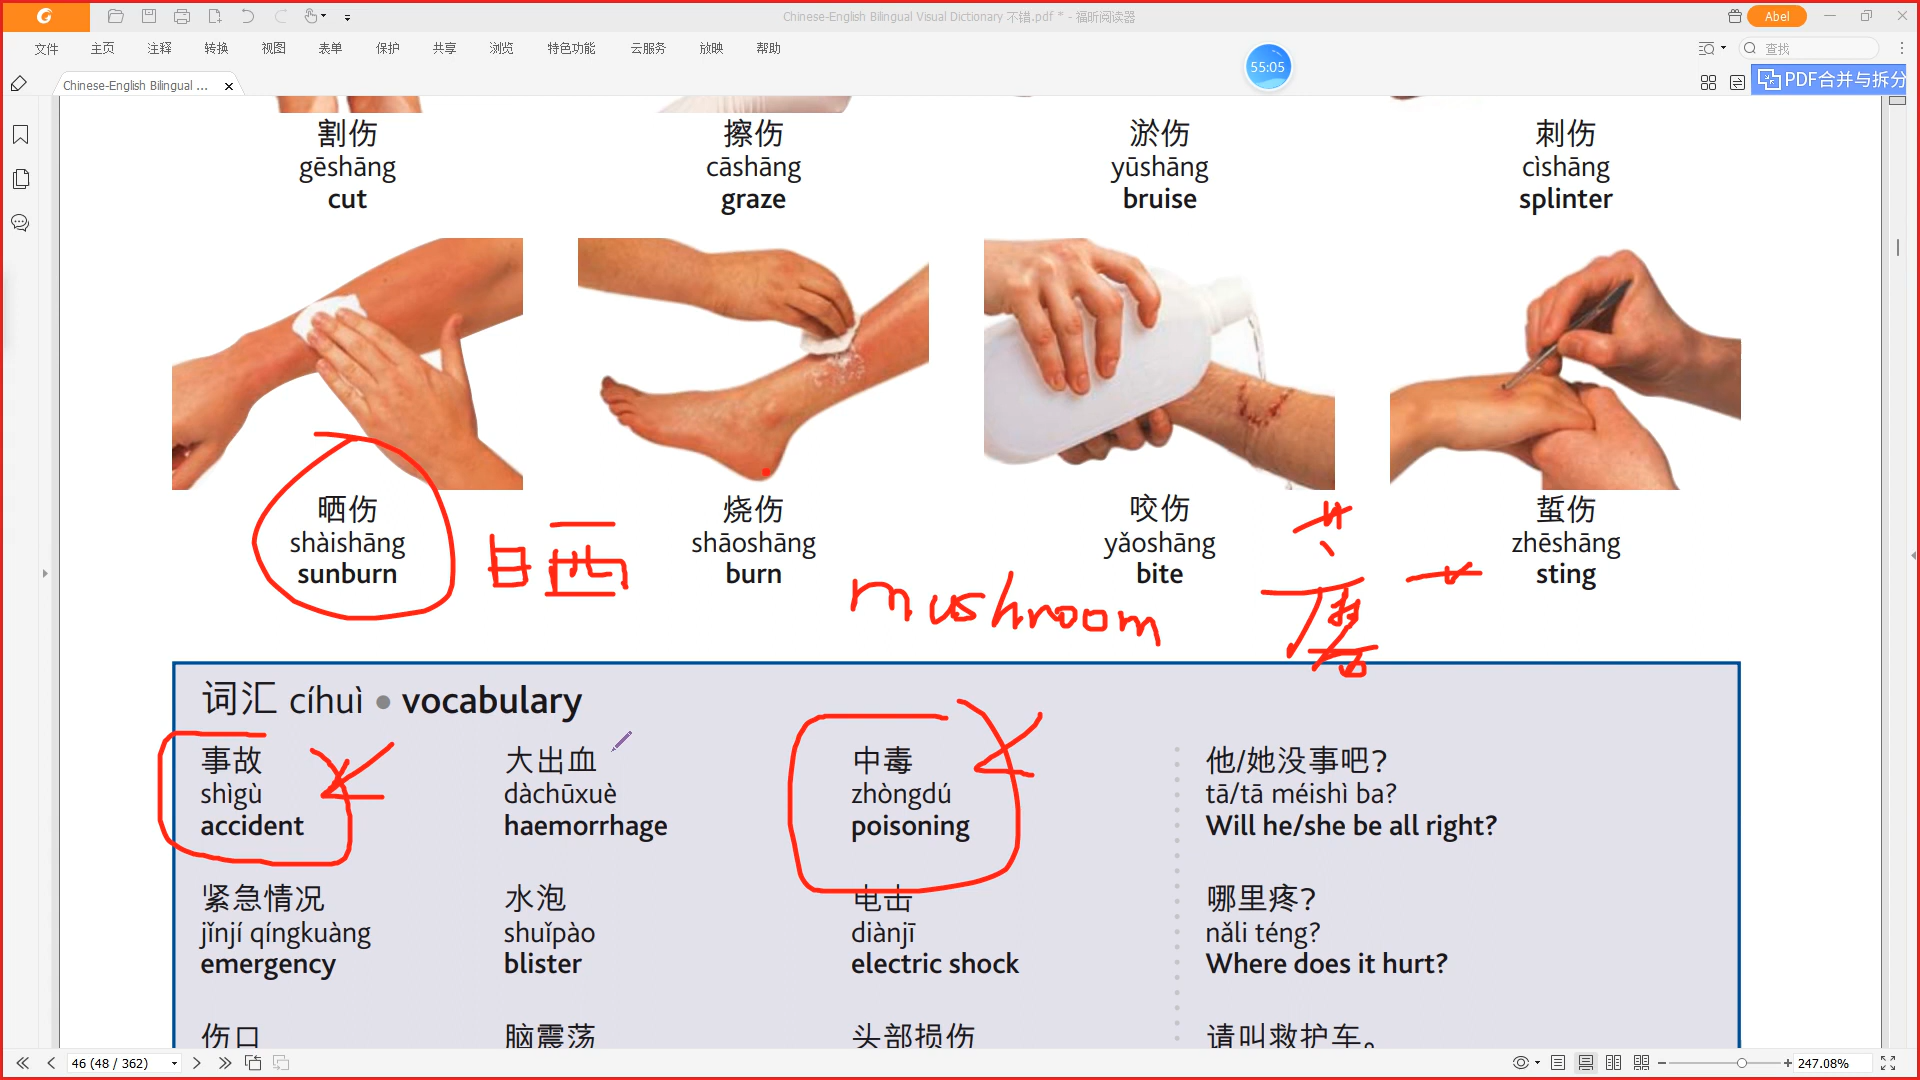 Chinese-English Bilingual Visual Dictionary 不错.pdf * - 福昕阅读器
Abel
文件 主页 注释 转换 视图 表单 保护 共享 浏览 特色功能 云服务 放映 帮助
查找
55:05
Chinese-English Bilingual ...
PDF合并与拆分
割伤
gēshāng
cut
擦伤
cāshāng
graze
淤伤
yūshāng
bruise
刺伤
cìshāng
splinter
晒伤
shàishāng
sunburn
烧伤
shāoshāng
burn
咬伤
yǎoshāng
bite
蜇伤
zhēshāng
sting
日西
mushroom
词汇 cíhuì • vocabulary
事故
shìgù
accident
大出血
dàchūxuè
haemorrhage
中毒
zhòngdú
poisoning
他/她没事吧?
tā/tā méishì ba?
Will he/she be all right?
紧急情况
jǐnjí qíngkuàng
emergency
水泡
shuǐpào
blister
电击
diànjī
electric shock
哪里疼?
nǎli téng?
Where does it hurt?
伤口
脑震荡
头部损伤
请叫救护车。
46 (48 / 362)
247.08%